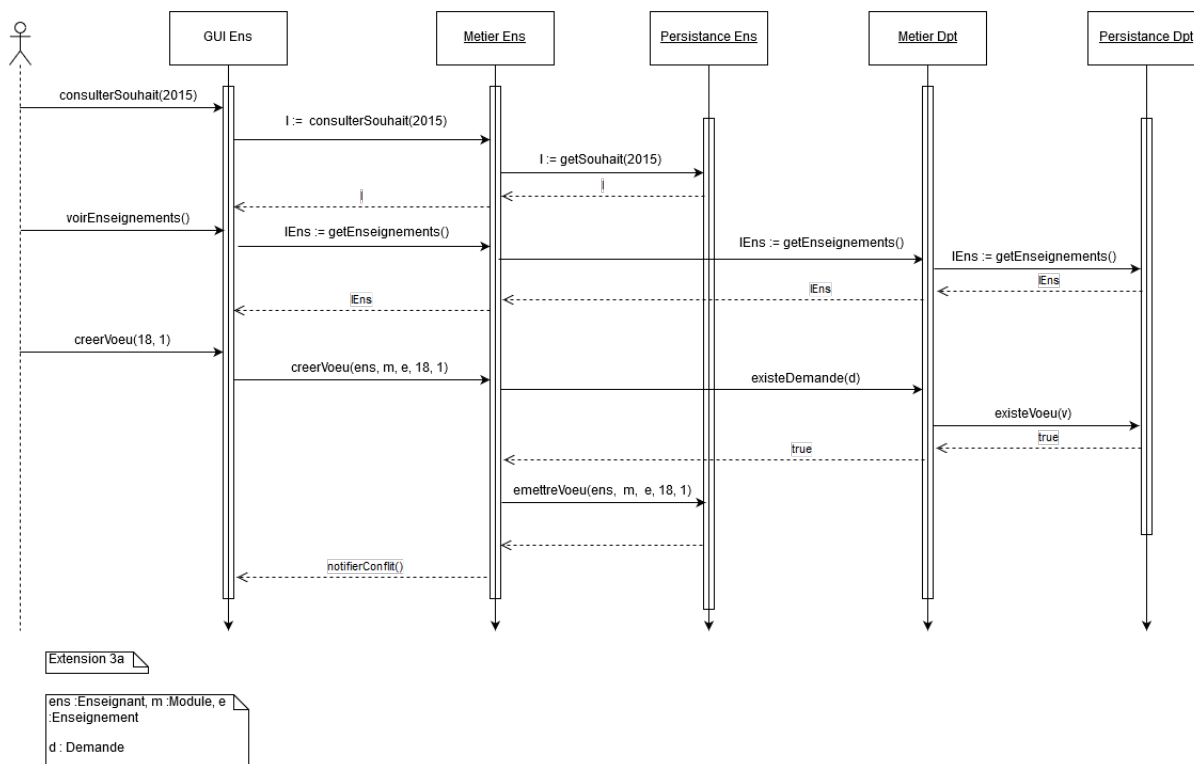 GUI Ens
Metier Ens
Persistance Ens
Metier Dpt
Persistance Dpt
consulterSouhait(2015)
l := consulterSouhait(2015)
l := getSouhait(2015)
l
l
voirEnseignements()
lEns := getEnseignements()
lEns := getEnseignements()
lEns := getEnseignements()
lEns
lEns
lEns
creerVoeu(18, 1)
creerVoeu(ens, m, e, 18, 1)
existeDemande(d)
existeVoeu(v)
true
true
emettreVoeu(ens, m, e, 18, 1)
notifierConflit()
Extension 3a
ens :Enseignant, m :Module, e
:Enseignement
d : Demande